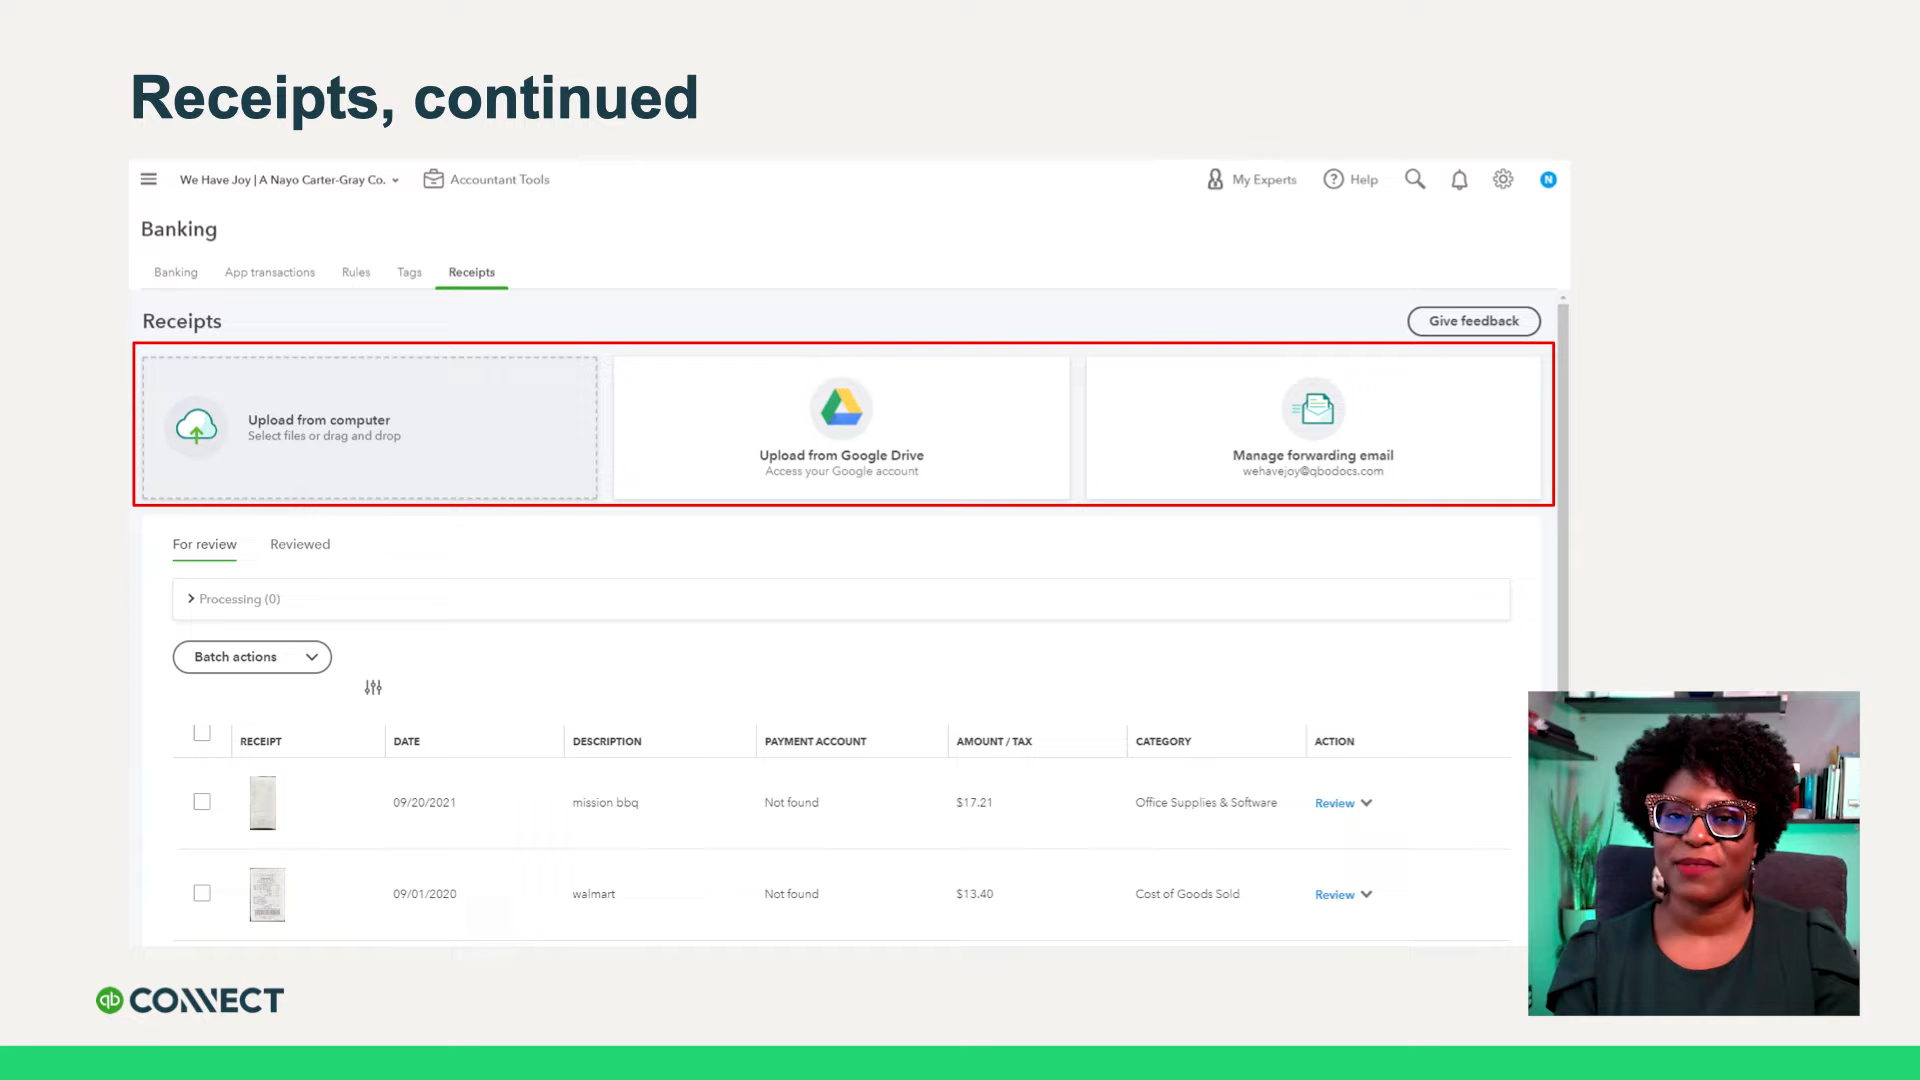 Receipts, continued
We Have Joy | A Nayo Carter-Gray Co.
Accountant Tools
My Experts
Help
N
Banking
Banking
App transactions
Rules
Tags
Receipts
Receipts
Give feedback
Upload from computer
Select files or drag and drop
Upload from Google Drive
Access your Google account
Manage forwarding email
wehavejoy@qbodocs.com
For review
Reviewed
Processing (0)
Batch actions
RECEIPT DATE DESCRIPTION PAYMENT ACCOUNT AMOUNT / TAX CATEGORY ACTION
09/20/2021 mission bbq Not found $17.21 Office Supplies & Software Review
09/01/2020 walmart Not found $13.40 Cost of Goods Sold Review
qb CONNECT